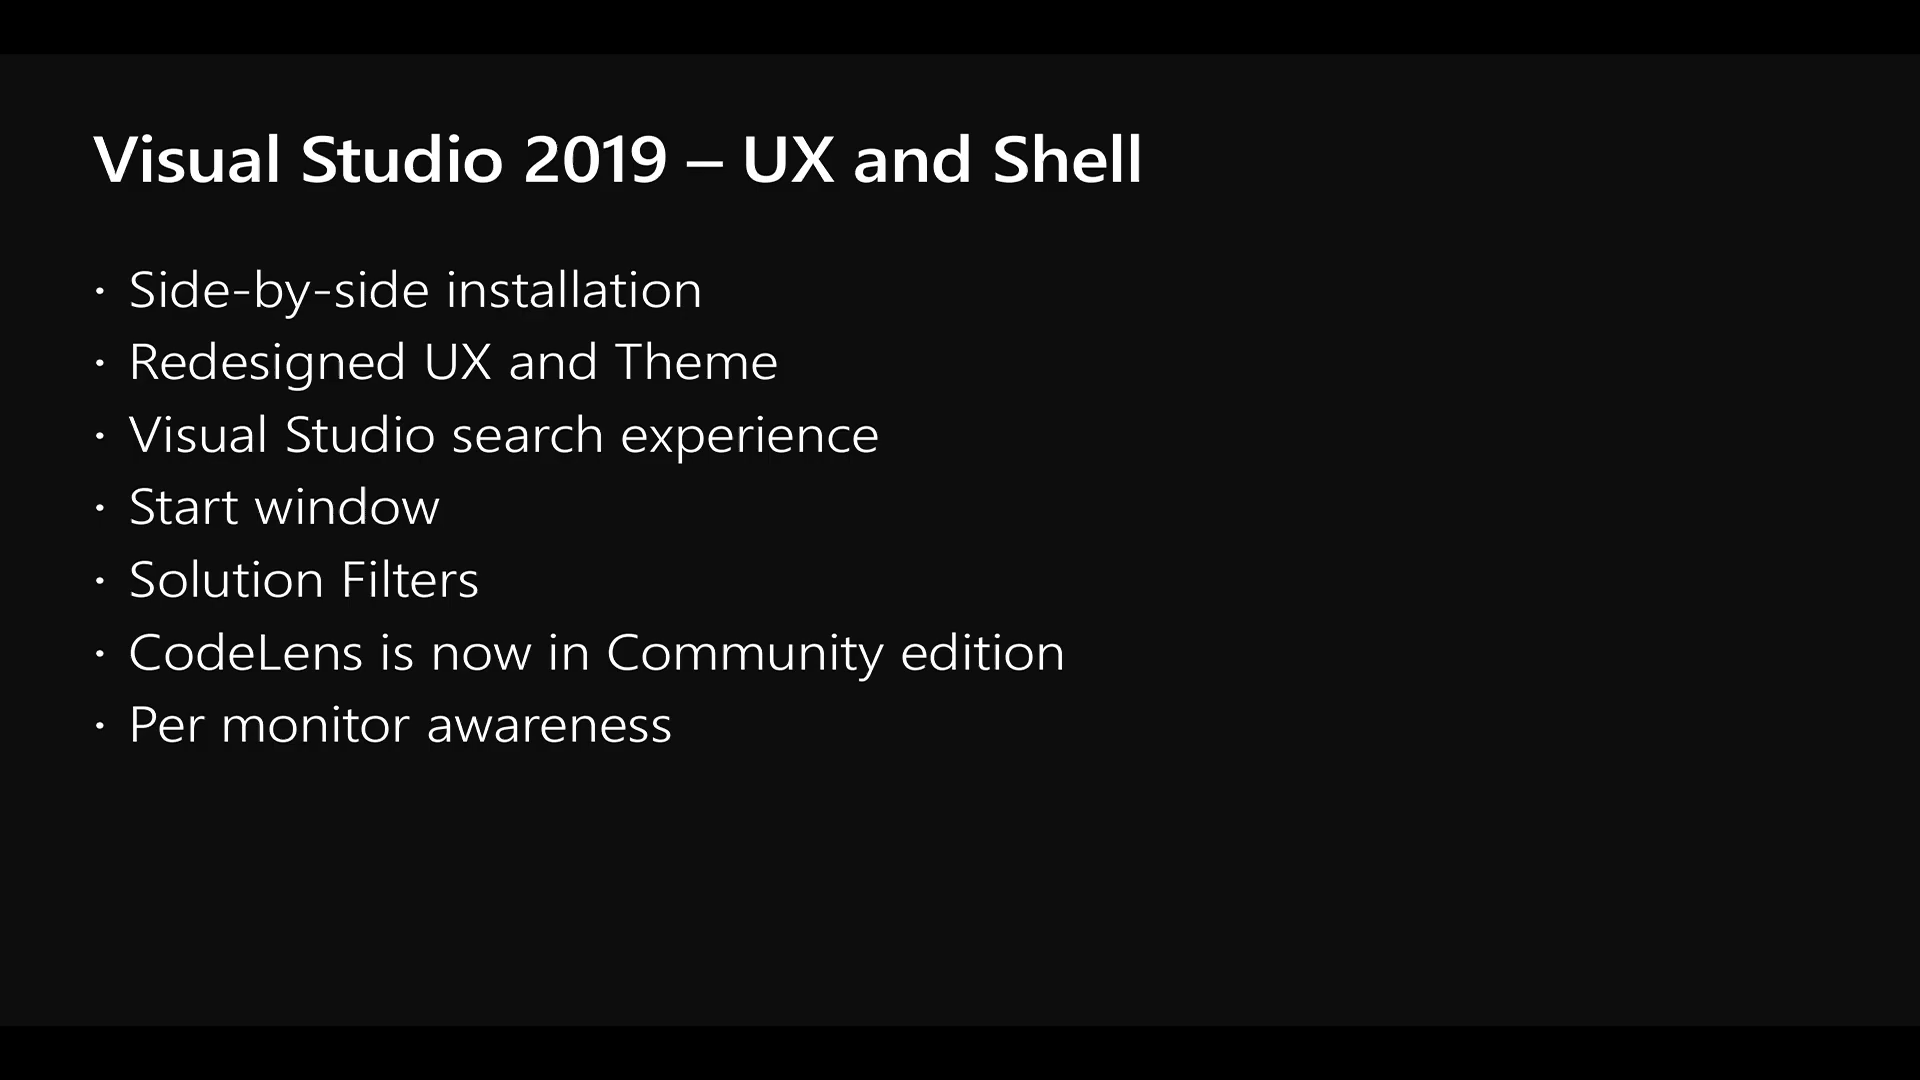 Visual Studio 2019 – UX and Shell
· Side-by-side installation
· Redesigned UX and Theme
· Visual Studio search experience
· Start window
· Solution Filters
· CodeLens is now in Community edition
· Per monitor awareness